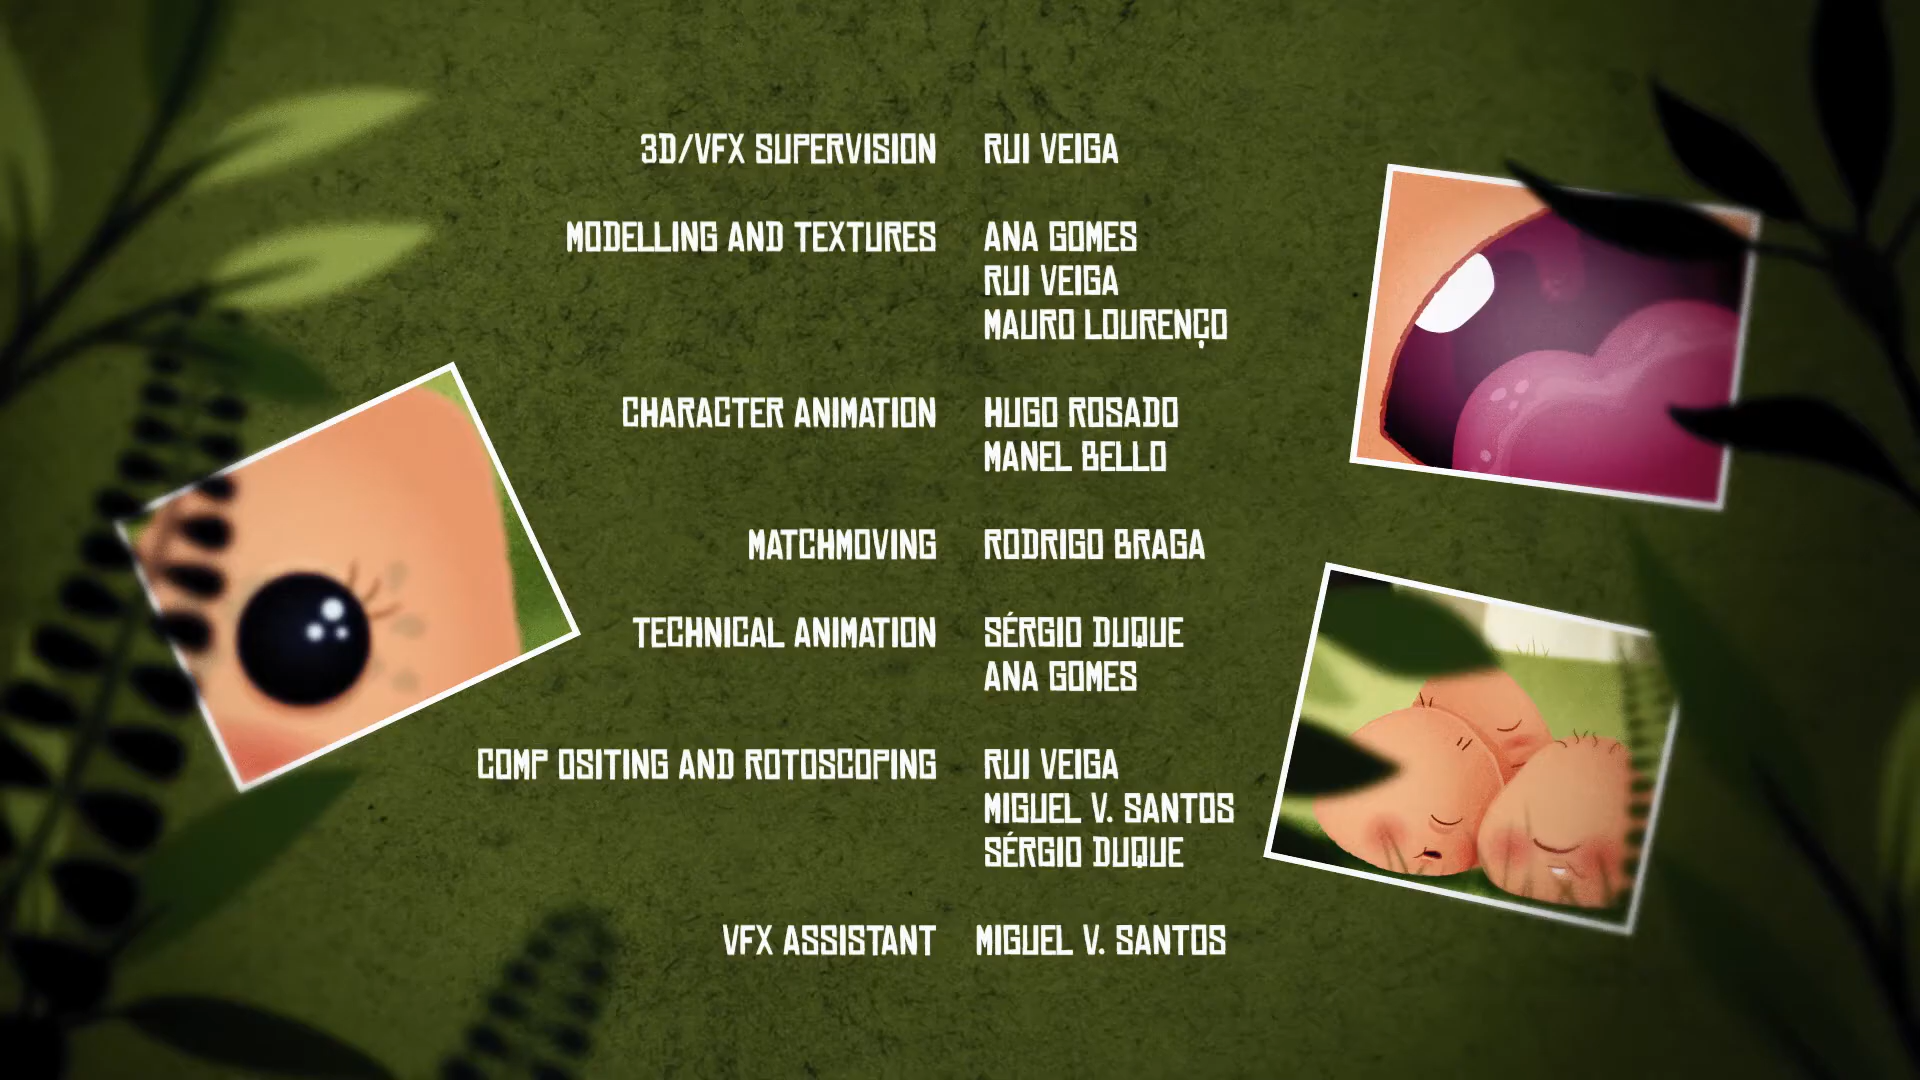 3D/VFX SUPERVISION RUI VEIGA
MODELLING AND TEXTURES ANA GOMES
RUI VEIGA
MAURO LOURENÇO
CHARACTER ANIMATION HUGO ROSADO
MANEL BELLO
MATCHMOVING RODRIGO BRAGA
TECHNICAL ANIMATION SÉRGIO DUQUE
ANA GOMES
COMP OSITING AND ROTOSCOPING RUI VEIGA
MIGUEL V. SANTOS
SÉRGIO DUQUE
VFX ASSISTANT MIGUEL V. SANTOS